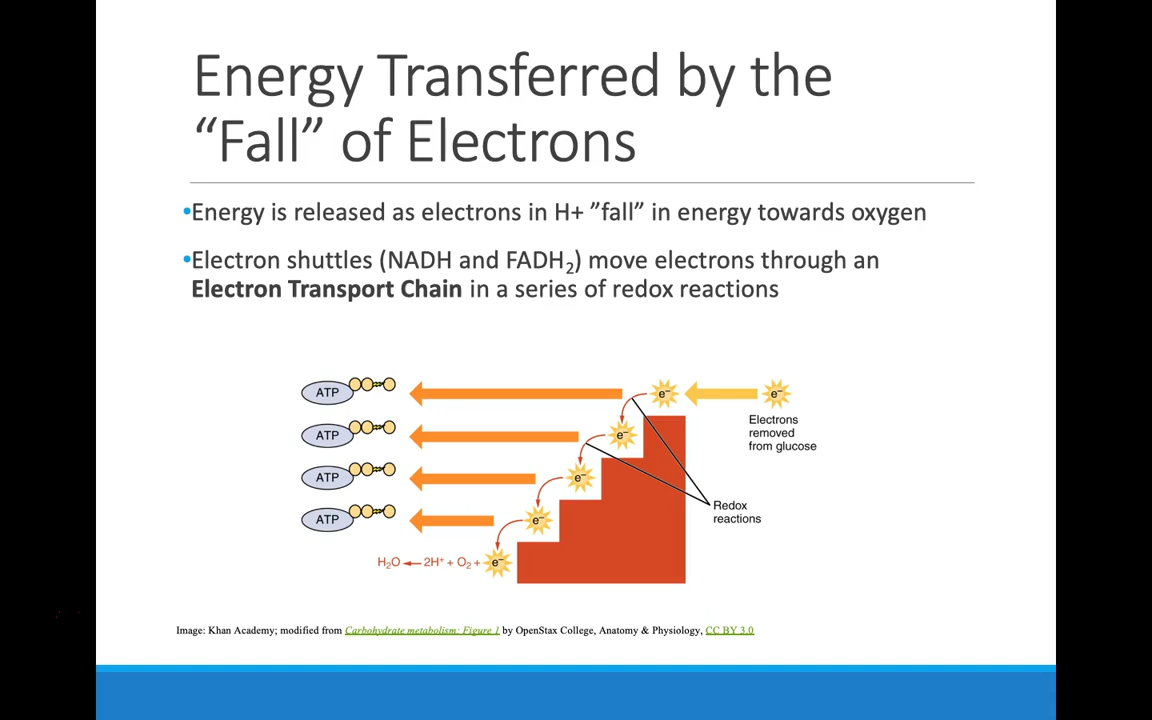 Energy Transferred by the
“Fall” of Electrons
•Energy is released as electrons in H+ ”fall” in energy towards oxygen
•Electron shuttles (NADH and FADH₂) move electrons through an
Electron Transport Chain in a series of redox reactions
ATP
e⁻
e⁻
Electrons
removed
from glucose
ATP
e⁻
ATP
e⁻
Redox
reactions
ATP
e⁻
H₂O ← 2H⁺ + O₂ + e⁻
Image: Khan Academy; modified from Carbohydrate metabolism: Figure 1 by OpenStax College, Anatomy & Physiology, CC BY 3.0